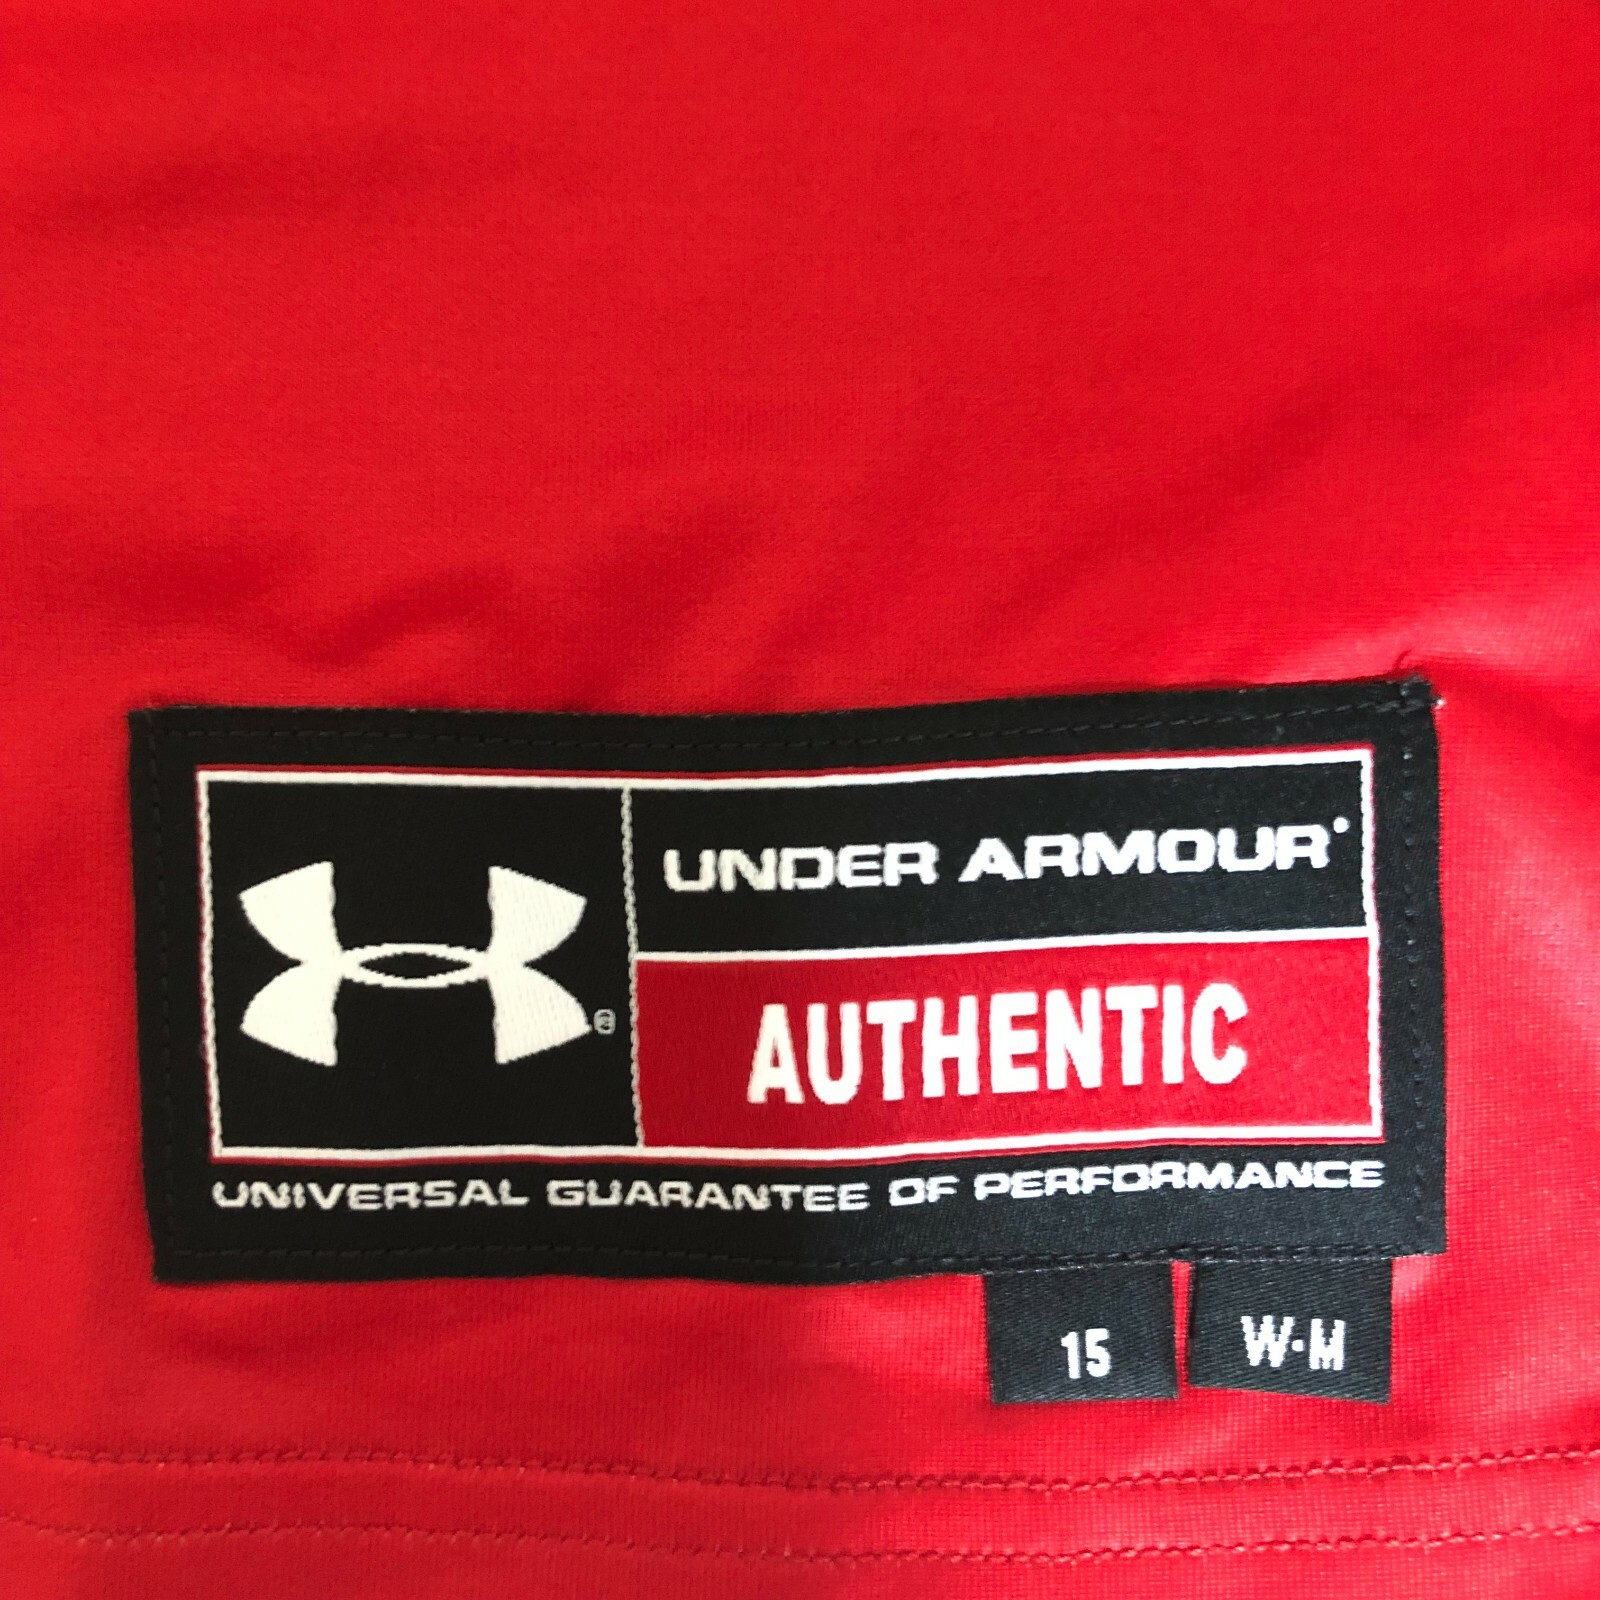 UNDER ARMOUR
AUTHENTIC
®
UNIVERSAL GUARANTEE OF PERFORMANCE
15
W·M